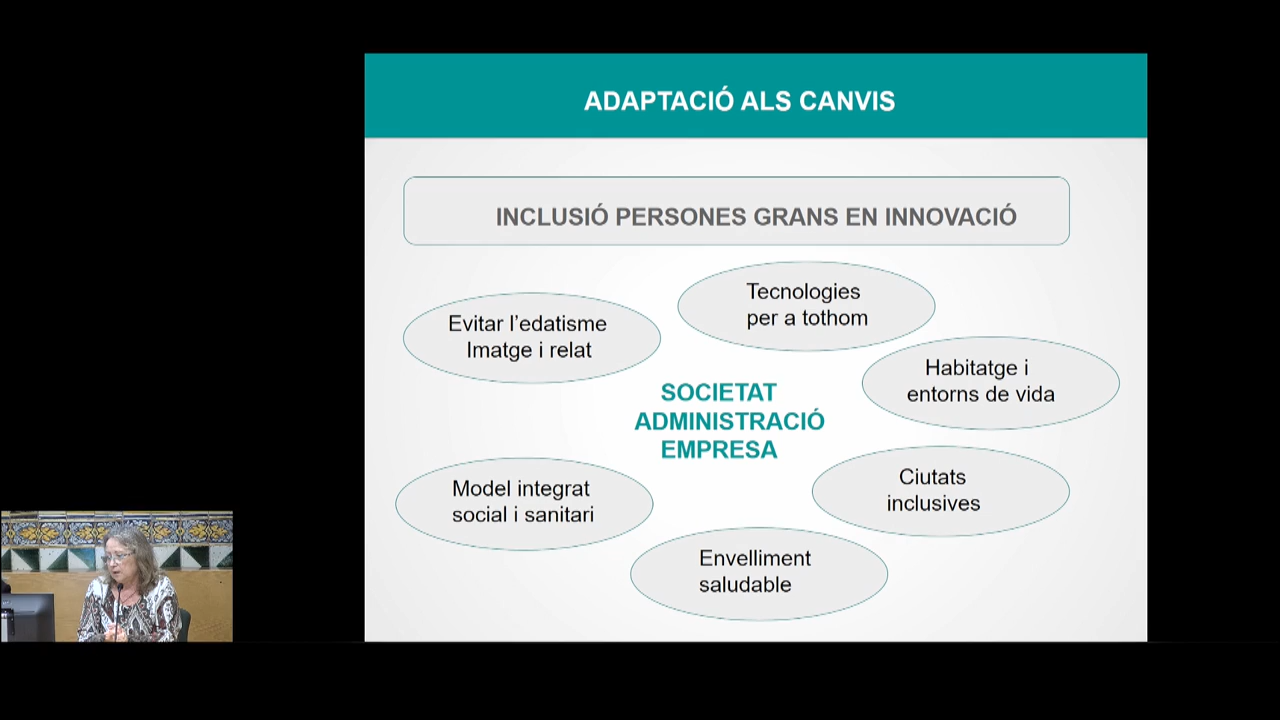 ADAPTACIÓ ALS CANVIS
INCLUSIÓ PERSONES GRANS EN INNOVACIÓ
Tecnologies
per a tothom
Evitar l’edatisme
Imatge i relat
Habitatge i
entorns de vida
SOCIETAT
ADMINISTRACIÓ
EMPRESA
Ciutats
inclusives
Model integrat
social i sanitari
Envelliment
saludable